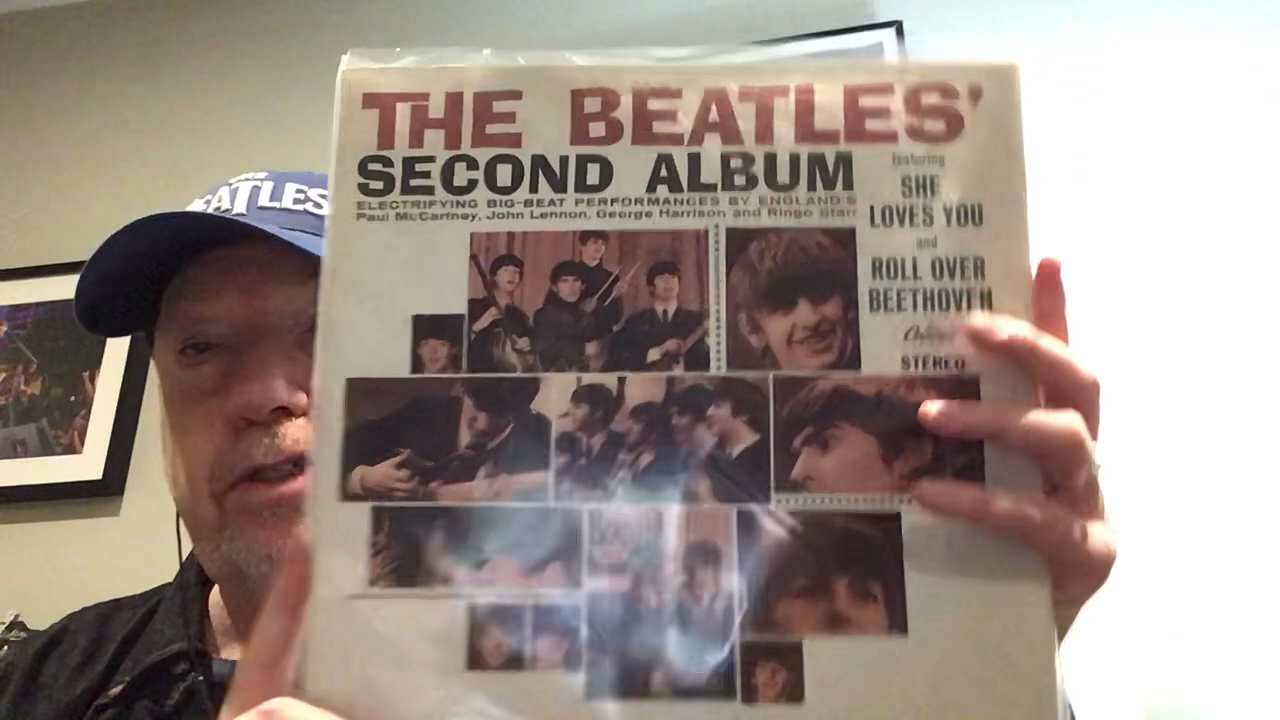 THE BEATLES'
SECOND ALBUM
ELECTRIFYING BIG-BEAT PERFORMANCES BY ENGLAND'S
Paul McCartney, John Lennon, George Harrison and Ringo Starr
featuring
SHE
LOVES YOU
and
ROLL OVER
BEETHOVEN
Capitol
STEREO
BEATLES